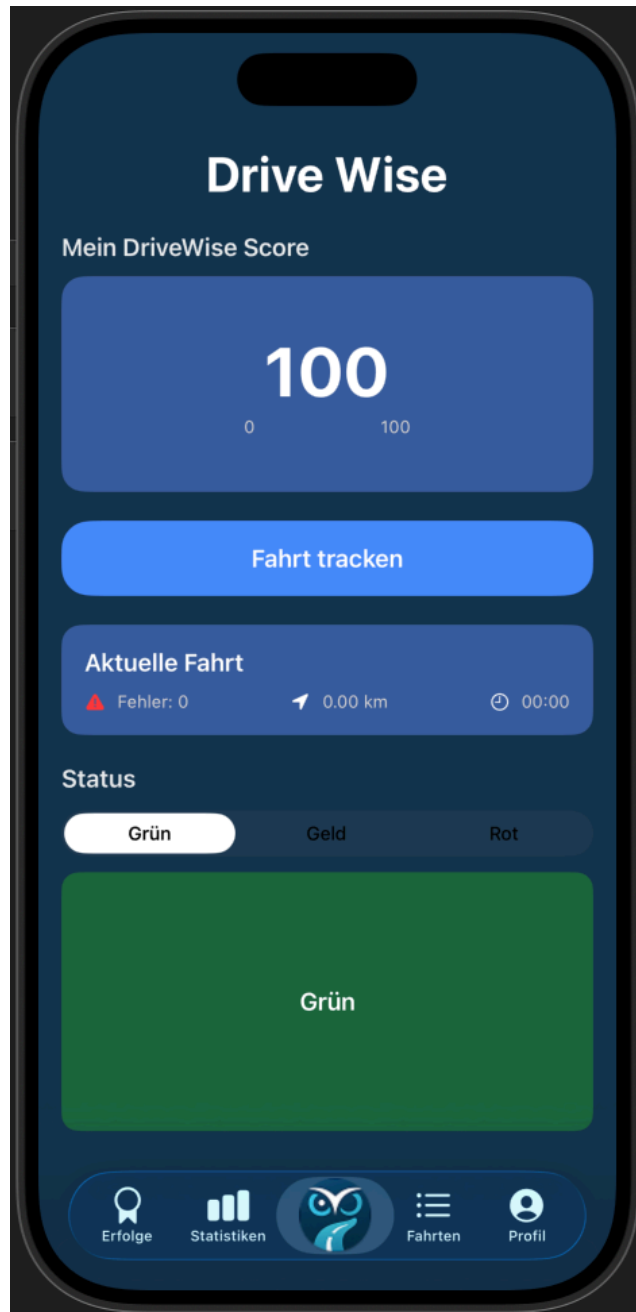 Drive Wise
Mein DriveWise Score
100
0 100
Fahrt tracken
Aktuelle Fahrt
Fehler: 0 0.00 km 00:00
Status
Grün Geld Rot
Grün
Erfolge Statistiken Fahrten Profil